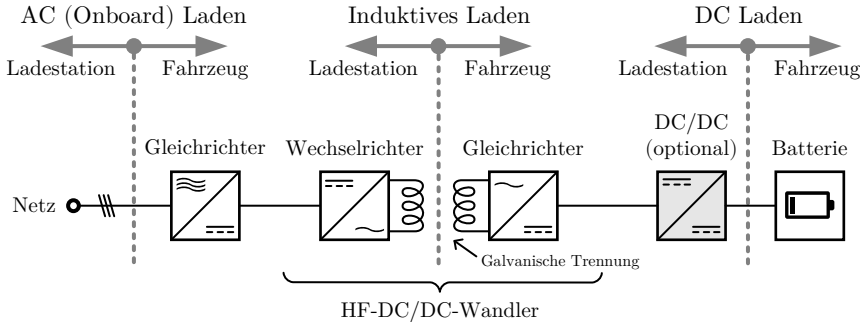 AC (Onboard) Laden
Induktives Laden
DC Laden
Ladestation
Fahrzeug
Ladestation
Fahrzeug
Ladestation
Fahrzeug
Gleichrichter
Wechselrichter
Gleichrichter
DC/DC
(optional)
Batterie
Netz
Galvanische Trennung
HF-DC/DC-Wandler